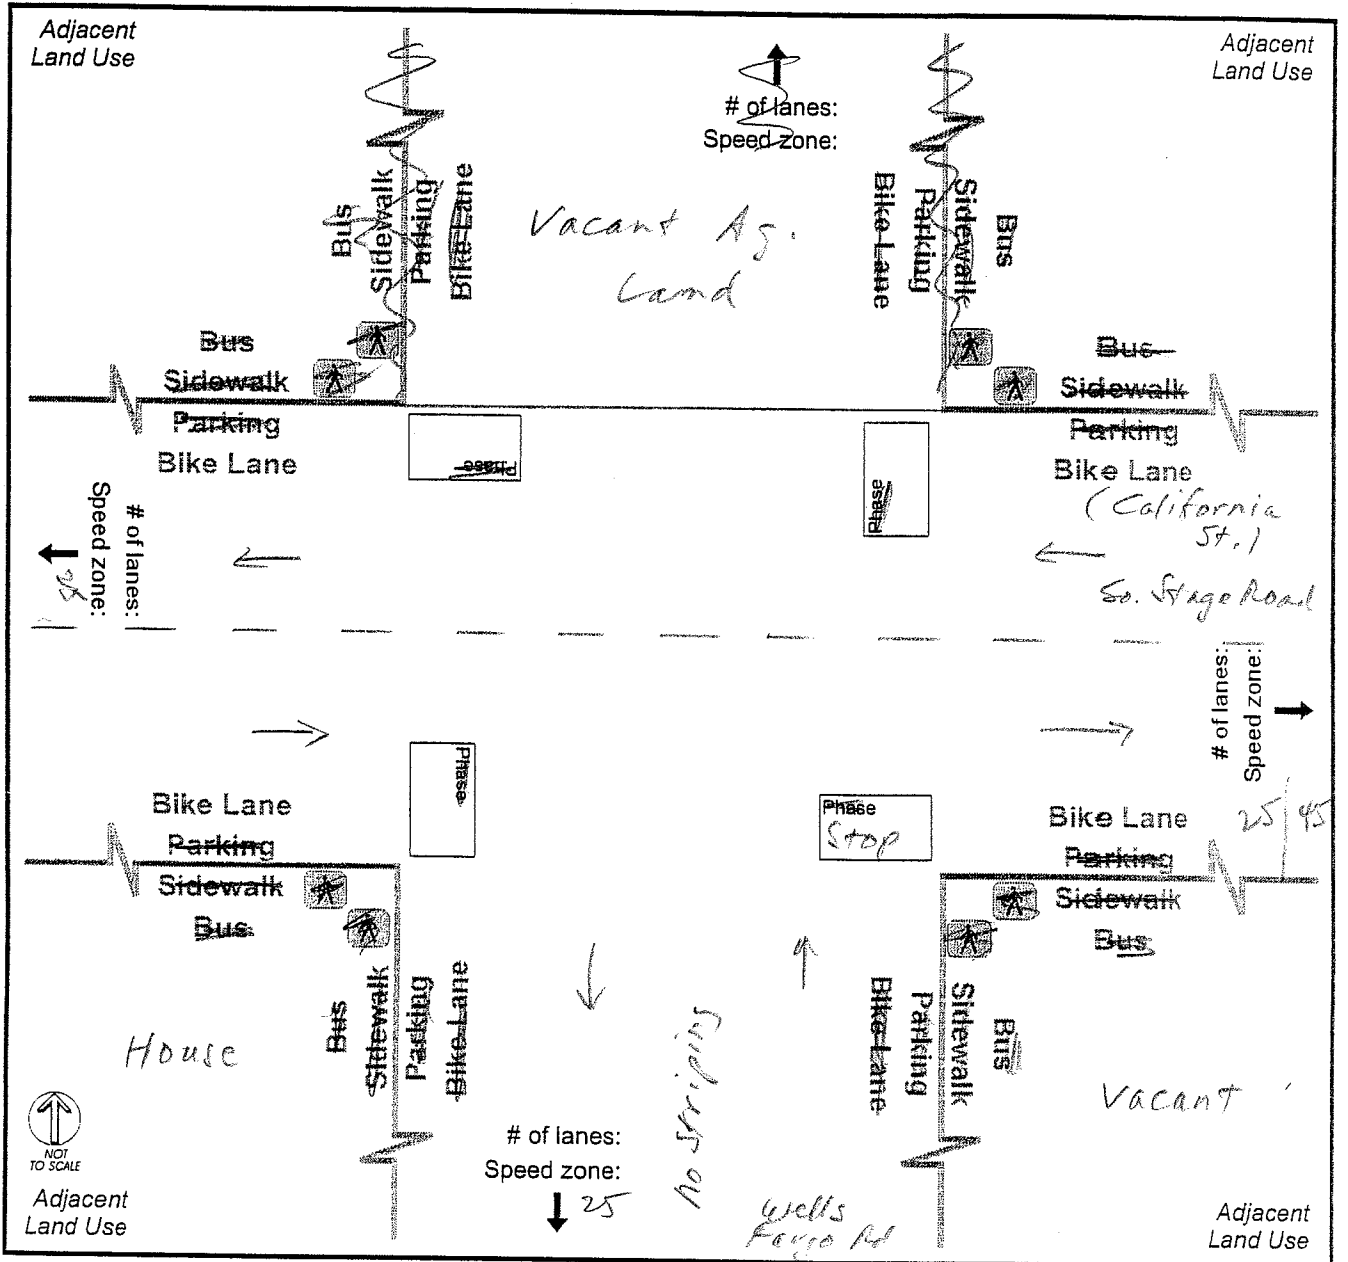 Adjacent
Land Use
Adjacent
Land Use
# of lanes:
Speed zone:
Bus
Sidewalk
Parking
Bike Lane
Vacant Ag.
Land
Bike Lane
Parking
Sidewalk
Bus
Bus
Sidewalk
Parking
Bike Lane
Bus
Sidewalk
Parking
Bike Lane
Phase
Phase
(California
St.)
So. Stage Road
# of lanes:
Speed zone:
# of lanes:
Speed zone:
25 | 45
Phase
Phase
Stop
Bike Lane
Parking
Sidewalk
Bus
Bike Lane
Parking
Sidewalk
Bus
Bus
Sidewalk
Parking
Bike Lane
Bike Lane
Parking
Sidewalk
Bus
House
no striping
Vacant
# of lanes:
Speed zone:
25
Wells
Fargo Rd
NOT
TO SCALE
Adjacent
Land Use
Adjacent
Land Use